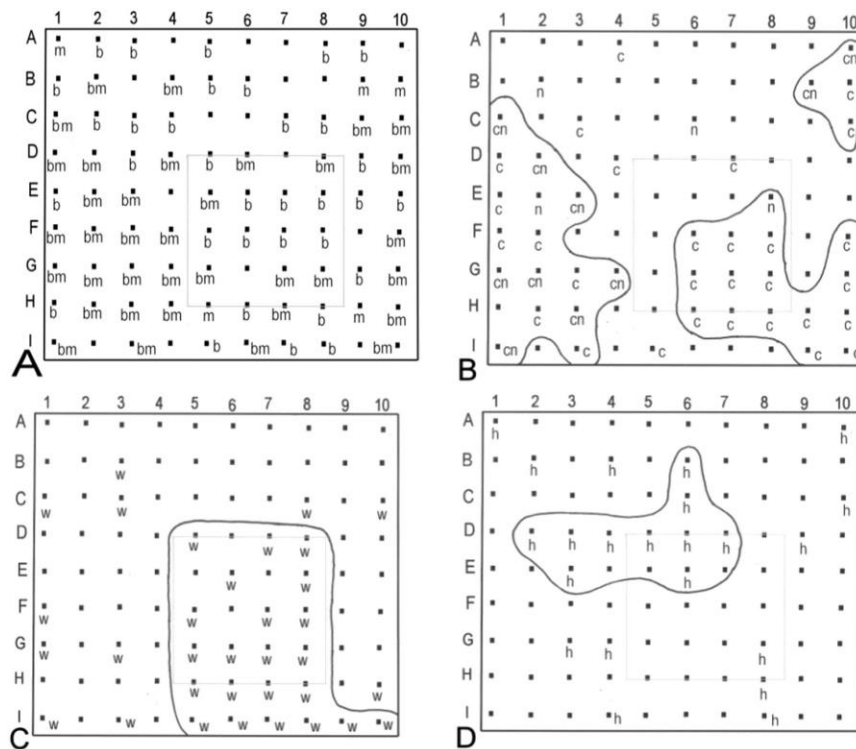 1 2 3 4 5 6 7 8 9 10
A
m b b b b b
B
b bm bm b b m m
C
bm b b b b b bm bm
D
bm bm b bm b bm bm b bm
E
b bm bm bm b b b b b
F
bm bm bm bm b b b b bm
G
bm bm bm bm bm bm bm b bm
H
b bm bm bm m b bm b m bm
I
bm bm b bm b b bm
A
1 2 3 4 5 6 7 8 9 10
A
c cn
B
n cn c
C
cn c n c
D
c cn c c
E
c n cn n
F
c c c c c c
G
cn cn c cn c c c c c
H
c cn c c c c c
I
cn c c c c
B
1 2 3 4 5 6 7 8 9 10
A
B
w
C
w w w w
D
w w w
E
w w
F
w w w w
G
w w w w w w
H
w w w w w
I
w w w w w w w w
C
1 2 3 4 5 6 7 8 9 10
A
h h
B
h h h
C
h h
D
h h h h h h h
E
h h
F
G
h h h
H
h
I
h h
D